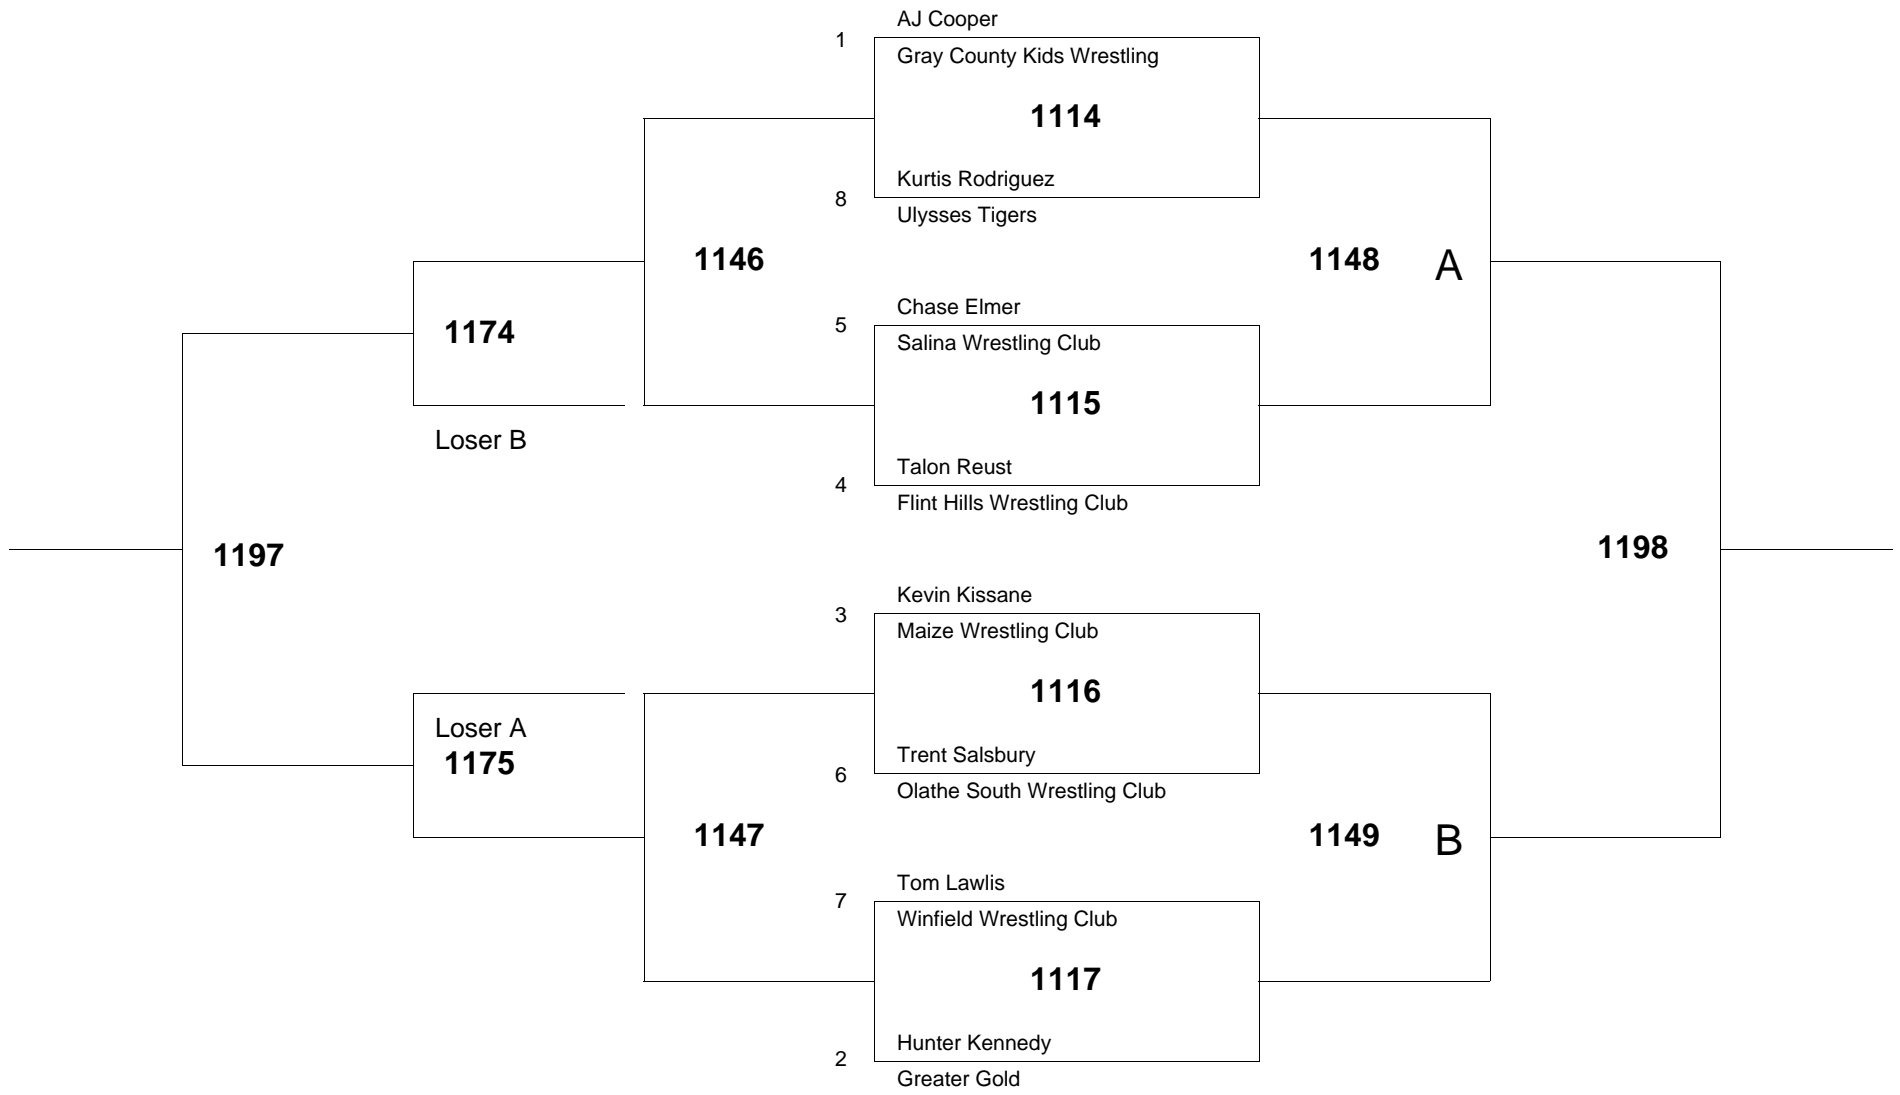 AJ Cooper
1
Gray County Kids Wrestling
1114
Kurtis Rodriguez
8
Ulysses Tigers
1146
1148 A
Chase Elmer
5
Salina Wrestling Club
1174
1115
Loser B
Talon Reust
4
Flint Hills Wrestling Club
1197
1198
Kevin Kissane
3
Maize Wrestling Club
1116
Loser A
1175
Trent Salsbury
6
Olathe South Wrestling Club
1147
1149 B
Tom Lawlis
7
Winfield Wrestling Club
1117
Hunter Kennedy
2
Greater Gold